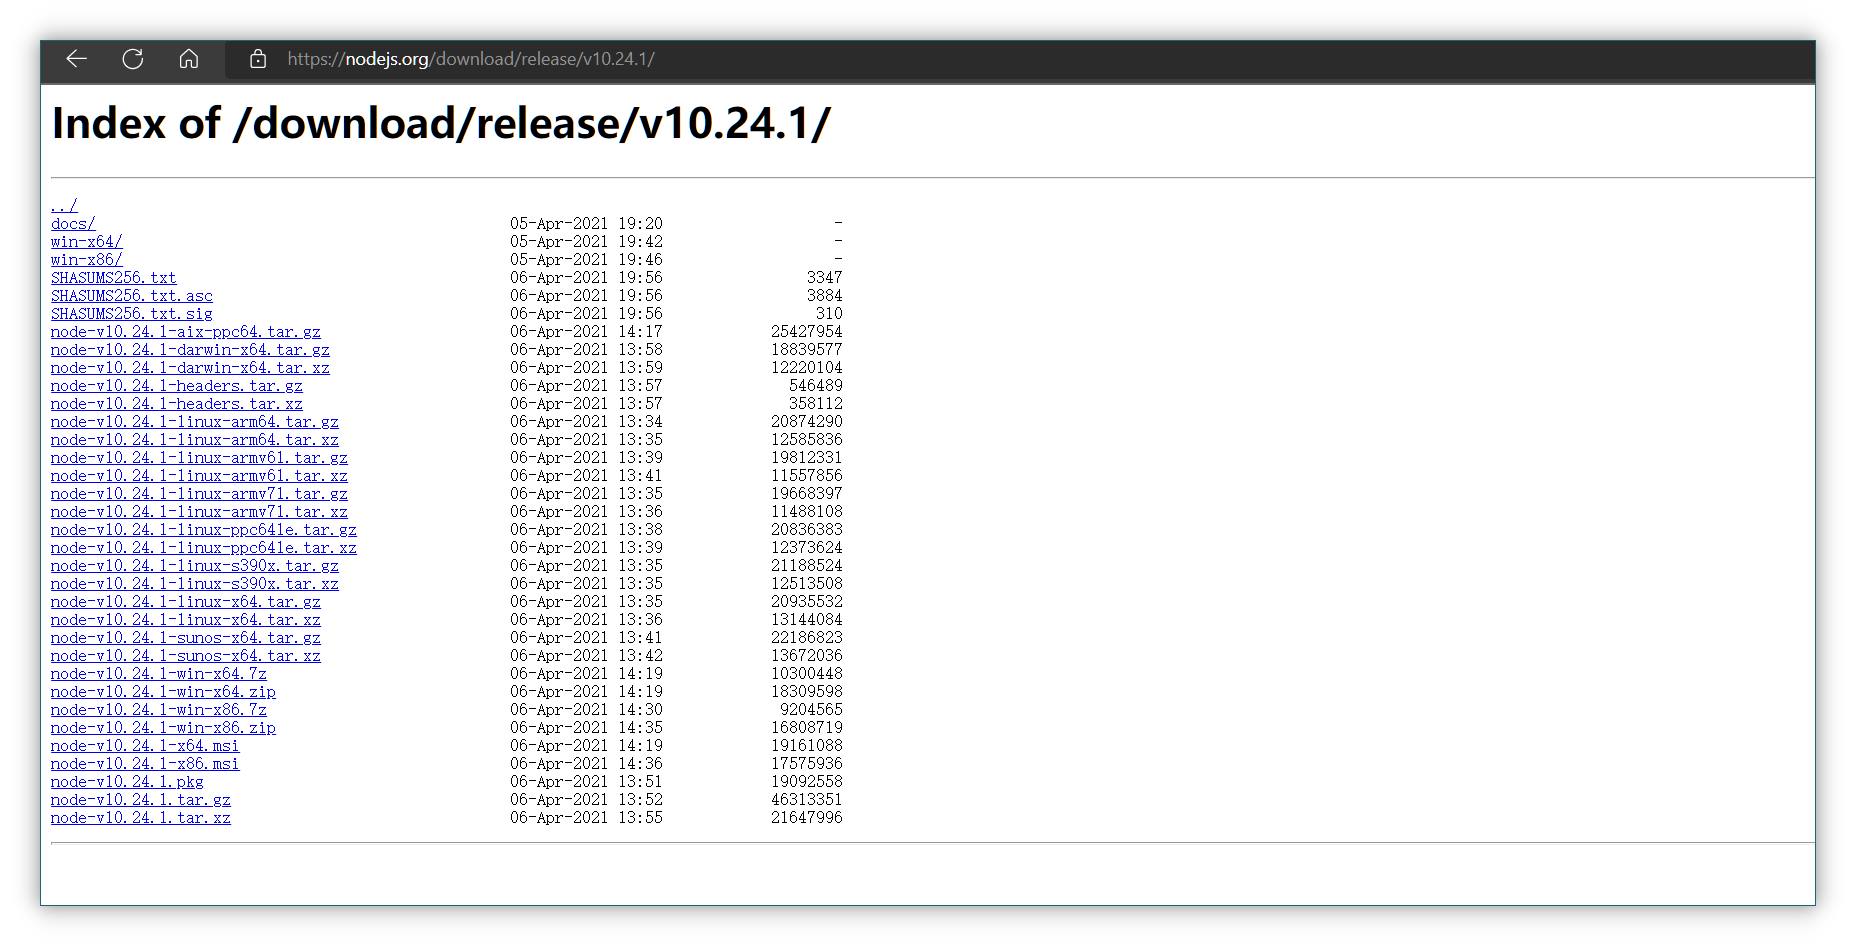 https://nodejs.org/download/release/v10.24.1/
Index of /download/release/v10.24.1/
../
docs/ 05-Apr-2021 19:20 -
win-x64/ 05-Apr-2021 19:42 -
win-x86/ 05-Apr-2021 19:46 -
SHASUMS256.txt 06-Apr-2021 19:56 3347
SHASUMS256.txt.asc 06-Apr-2021 19:56 3884
SHASUMS256.txt.sig 06-Apr-2021 19:56 310
node-v10.24.1-aix-ppc64.tar.gz 06-Apr-2021 14:17 25427954
node-v10.24.1-darwin-x64.tar.gz 06-Apr-2021 13:58 18839577
node-v10.24.1-darwin-x64.tar.xz 06-Apr-2021 13:59 12220104
node-v10.24.1-headers.tar.gz 06-Apr-2021 13:57 546489
node-v10.24.1-headers.tar.xz 06-Apr-2021 13:57 358112
node-v10.24.1-linux-arm64.tar.gz 06-Apr-2021 13:34 20874290
node-v10.24.1-linux-arm64.tar.xz 06-Apr-2021 13:35 12585836
node-v10.24.1-linux-armv6l.tar.gz 06-Apr-2021 13:39 19812331
node-v10.24.1-linux-armv6l.tar.xz 06-Apr-2021 13:41 11557856
node-v10.24.1-linux-armv7l.tar.gz 06-Apr-2021 13:35 19668397
node-v10.24.1-linux-armv7l.tar.xz 06-Apr-2021 13:36 11488108
node-v10.24.1-linux-ppc64le.tar.gz 06-Apr-2021 13:38 20836383
node-v10.24.1-linux-ppc64le.tar.xz 06-Apr-2021 13:39 12373624
node-v10.24.1-linux-s390x.tar.gz 06-Apr-2021 13:35 21188524
node-v10.24.1-linux-s390x.tar.xz 06-Apr-2021 13:35 12513508
node-v10.24.1-linux-x64.tar.gz 06-Apr-2021 13:35 20935532
node-v10.24.1-linux-x64.tar.xz 06-Apr-2021 13:36 13144084
node-v10.24.1-sunos-x64.tar.gz 06-Apr-2021 13:41 22186823
node-v10.24.1-sunos-x64.tar.xz 06-Apr-2021 13:42 13672036
node-v10.24.1-win-x64.7z 06-Apr-2021 14:19 10300448
node-v10.24.1-win-x64.zip 06-Apr-2021 14:19 18309598
node-v10.24.1-win-x86.7z 06-Apr-2021 14:30 9204565
node-v10.24.1-win-x86.zip 06-Apr-2021 14:35 16808719
node-v10.24.1-x64.msi 06-Apr-2021 14:19 19161088
node-v10.24.1-x86.msi 06-Apr-2021 14:36 17575936
node-v10.24.1.pkg 06-Apr-2021 13:51 19092558
node-v10.24.1.tar.gz 06-Apr-2021 13:52 46313351
node-v10.24.1.tar.xz 06-Apr-2021 13:55 21647996